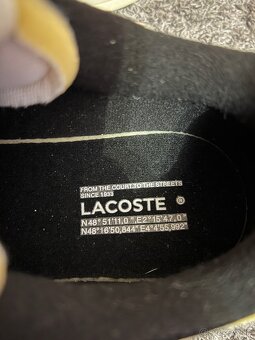 FROM THE COURT TO THE STREETS
SINCE 1933
LACOSTE ®
N48°51'11,0",E2°15'47,0"
N48°16'50,844"E4°4'55,992"